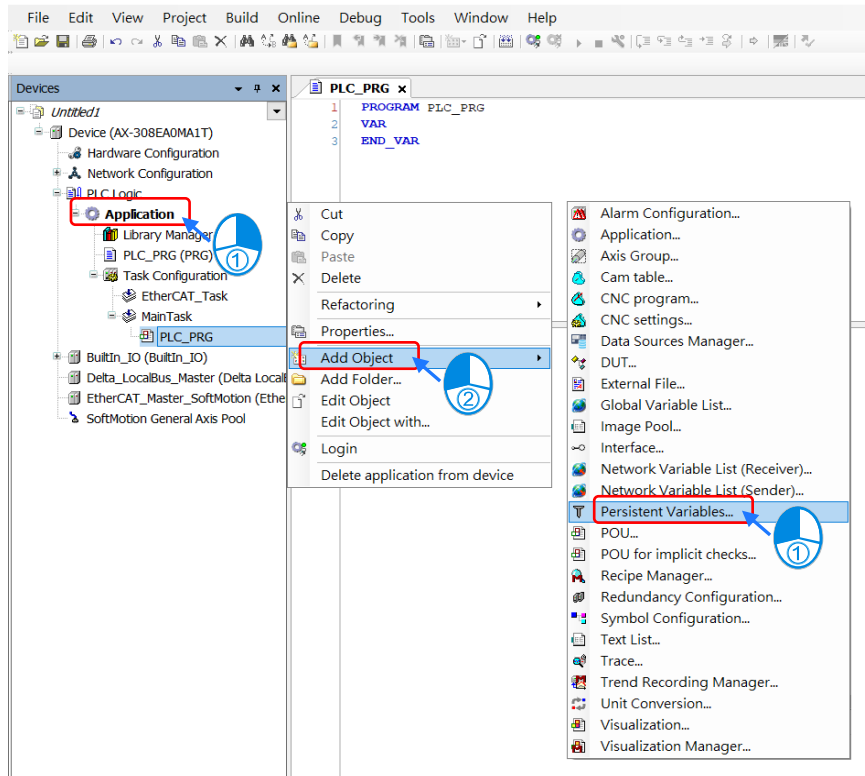 File Edit View Project Build Online Debug Tools Window Help
Devices
Untitled1
Device (AX-308EA0MA1T)
Hardware Configuration
Network Configuration
PLC Logic
Application
Library Manager
PLC_PRG (PRG)
Task Configuration
EtherCAT_Task
MainTask
PLC_PRG
BuiltIn_IO (BuiltIn_IO)
Delta_LocalBus_Master (Delta Local
EtherCAT_Master_SoftMotion (Ethe
SoftMotion General Axis Pool
1
PLC_PRG
1 PROGRAM PLC_PRG
2 VAR
3 END_VAR
Cut
Copy
Paste
Delete
Refactoring
Properties...
Add Object
Add Folder...
Edit Object
Edit Object with...
Login
Delete application from device
2
Alarm Configuration...
Application...
Axis Group...
Cam table...
CNC program...
CNC settings...
Data Sources Manager...
DUT...
External File...
Global Variable List...
Image Pool...
Interface...
Network Variable List (Receiver)...
Network Variable List (Sender)...
Persistent Variables...
POU...
POU for implicit checks...
Recipe Manager...
Redundancy Configuration...
Symbol Configuration...
Text List...
Trace...
Trend Recording Manager...
Unit Conversion...
Visualization...
Visualization Manager...
1